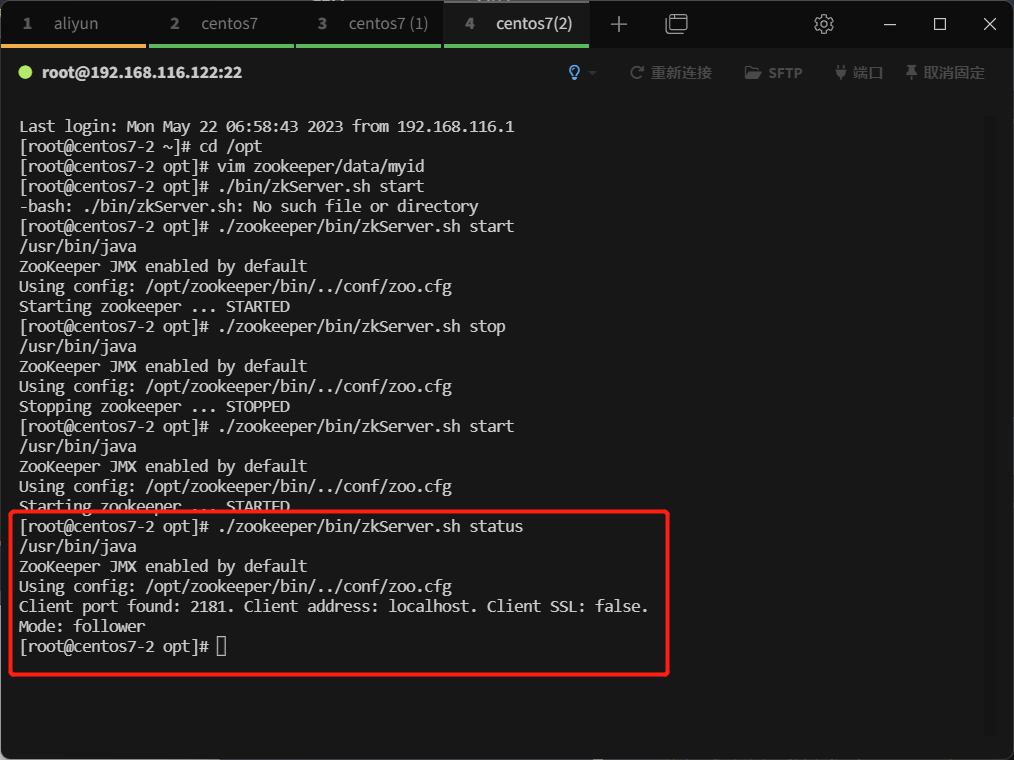 1 aliyun 2 centos7 3 centos7 (1) 4 centos7(2)
root@192.168.116.122:22 重新连接 SFTP 端口 取消固定
Last login: Mon May 22 06:58:43 2023 from 192.168.116.1
[root@centos7-2 ~]# cd /opt
[root@centos7-2 opt]# vim zookeeper/data/myid
[root@centos7-2 opt]# ./bin/zkServer.sh start
-bash: ./bin/zkServer.sh: No such file or directory
[root@centos7-2 opt]# ./zookeeper/bin/zkServer.sh start
/usr/bin/java
ZooKeeper JMX enabled by default
Using config: /opt/zookeeper/bin/../conf/zoo.cfg
Starting zookeeper ... STARTED
[root@centos7-2 opt]# ./zookeeper/bin/zkServer.sh stop
/usr/bin/java
ZooKeeper JMX enabled by default
Using config: /opt/zookeeper/bin/../conf/zoo.cfg
Stopping zookeeper ... STOPPED
[root@centos7-2 opt]# ./zookeeper/bin/zkServer.sh start
/usr/bin/java
ZooKeeper JMX enabled by default
Using config: /opt/zookeeper/bin/../conf/zoo.cfg
Starting zookeeper ... STARTED
[root@centos7-2 opt]# ./zookeeper/bin/zkServer.sh status
/usr/bin/java
ZooKeeper JMX enabled by default
Using config: /opt/zookeeper/bin/../conf/zoo.cfg
Client port found: 2181. Client address: localhost. Client SSL: false.
Mode: follower
[root@centos7-2 opt]#